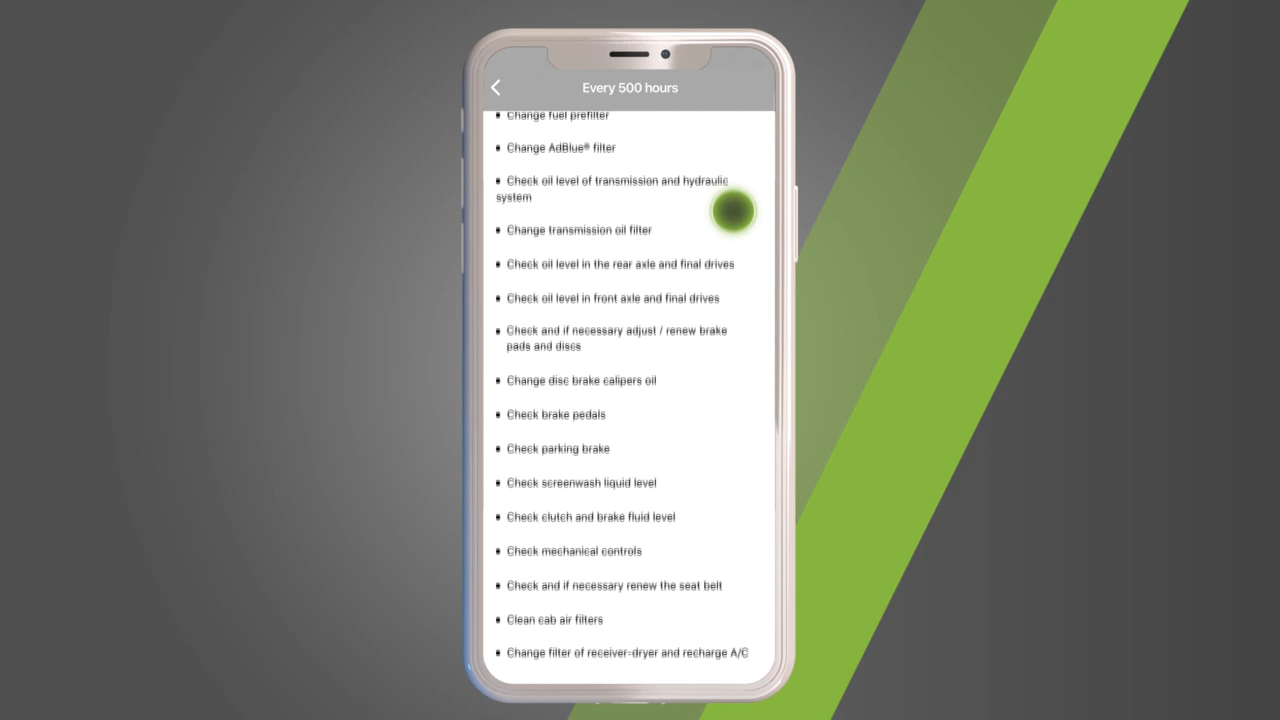 Every 500 hours
• Change fuel prefilter
• Change AdBlue® filter
• Check oil level of transmission and hydraulic
system
• Change transmission oil filter
• Check oil level in the rear axle and final drives
• Check oil level in front axle and final drives
• Check and if necessary adjust / renew brake
pads and discs
• Change disc brake calipers oil
• Check brake pedals
• Check parking brake
• Check screenwash liquid level
• Check clutch and brake fluid level
• Check mechanical controls
• Check and if necessary renew the seat belt
• Clean cab air filters
• Change filter of receiver-dryer and recharge A/C